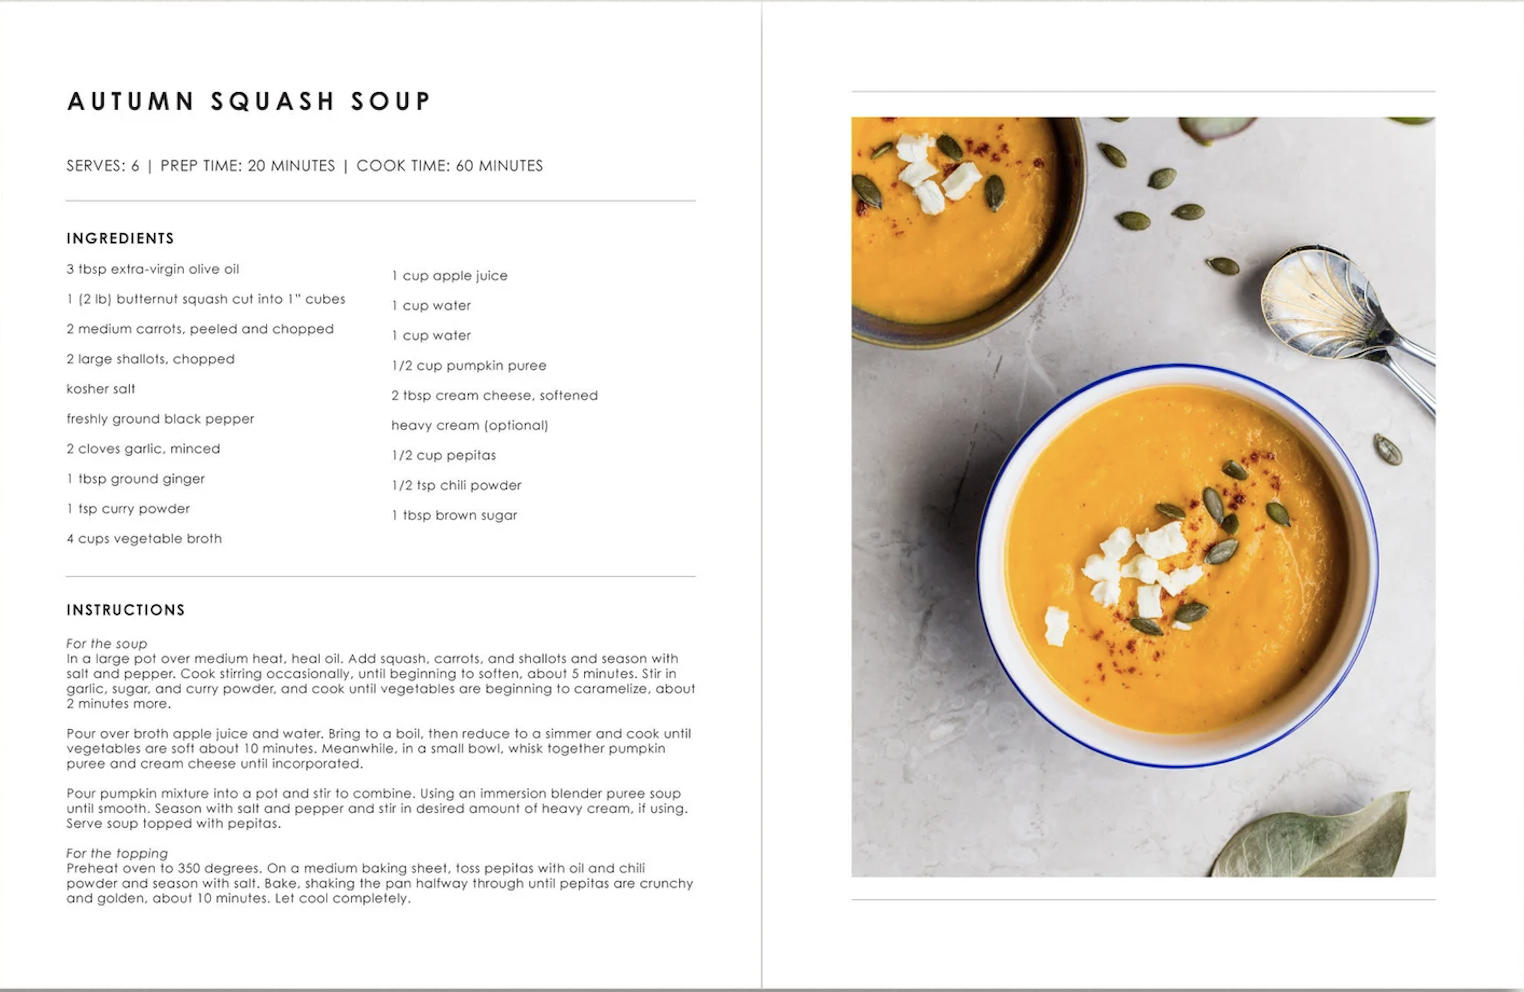 AUTUMN SQUASH SOUP
SERVES: 6 | PREP TIME: 20 MINUTES | COOK TIME: 60 MINUTES
INGREDIENTS
3 tbsp extra-virgin olive oil
1 (2 lb) butternut squash cut into 1" cubes
2 medium carrots, peeled and chopped
2 large shallots, chopped
kosher salt
freshly ground black pepper
2 cloves garlic, minced
1 tbsp ground ginger
1 tsp curry powder
4 cups vegetable broth
1 cup apple juice
1 cup water
1 cup water
1/2 cup pumpkin puree
2 tbsp cream cheese, softened
heavy cream (optional)
1/2 cup pepitas
1/2 tsp chili powder
1 tbsp brown sugar
INSTRUCTIONS
For the soup
In a large pot over medium heat, heal oil. Add squash, carrots, and shallots and season with
salt and pepper. Cook stirring occasionally, until beginning to soften, about 5 minutes. Stir in
garlic, sugar, and curry powder, and cook until vegetables are beginning to caramelize, about
2 minutes more.
Pour over broth apple juice and water. Bring to a boil, then reduce to a simmer and cook until
vegetables are soft about 10 minutes. Meanwhile, in a small bowl, whisk together pumpkin
puree and cream cheese until incorporated.
Pour pumpkin mixture into a pot and stir to combine. Using an immersion blender puree soup
until smooth. Season with salt and pepper and stir in desired amount of heavy cream, if using.
Serve soup topped with pepitas.
For the topping
Preheat oven to 350 degrees. On a medium baking sheet, toss pepitas with oil and chili
powder and season with salt. Bake, shaking the pan halfway through until pepitas are crunchy
and golden, about 10 minutes. Let cool completely.